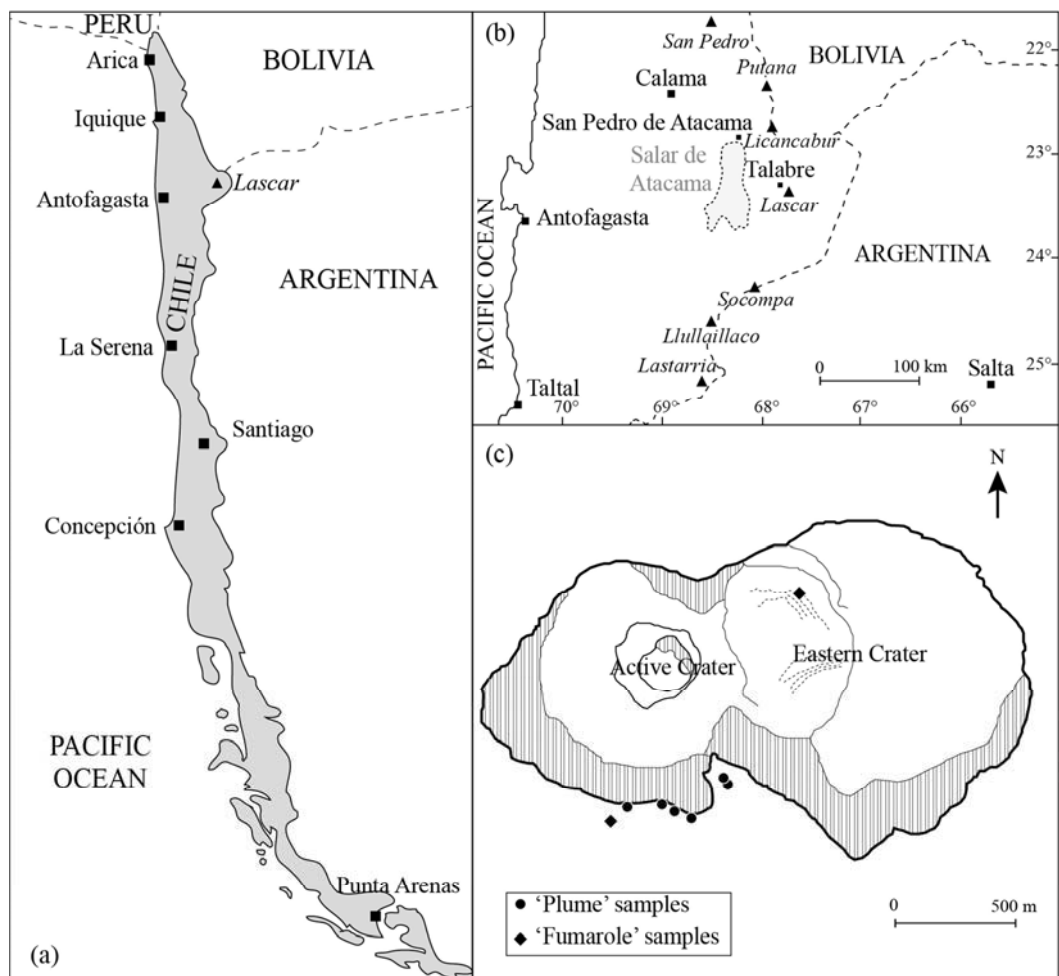 PERU
Arica
BOLIVIA
Iquique
Lascar
Antofagasta
ARGENTINA
CHILE
La Serena
Santiago
Concepción
PACIFIC
OCEAN
Punta Arenas
(a)
(b)
San Pedro
BOLIVIA
22°
Putana
Calama
San Pedro de Atacama
Licancabur
23°
Salar de
Atacama
Talabre
Lascar
Antofagasta
PACIFIC OCEAN
ARGENTINA
24°
Socompa
Llullaillaco
Lastarria
0 100 km
25°
Salta
Taltal
70° 69° 68° 67° 66°
(c)
N
Active Crater
Eastern Crater
'Plume' samples
'Fumarole' samples
0 500 m